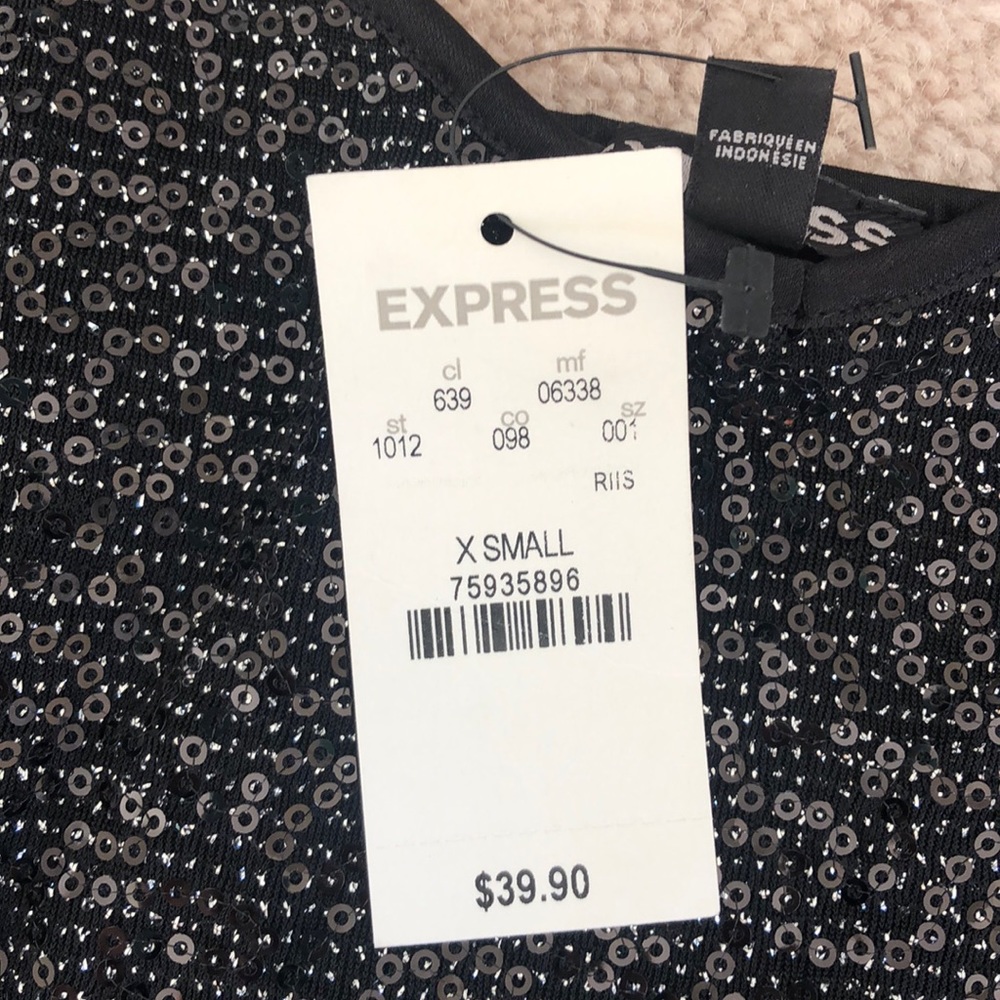 FABRIQUÉ EN
INDONÉSIE
SS
EXPRESS
cl mf
639 06338
st co sz
1012 098 001
RIIS
X SMALL
75935896
$39.90